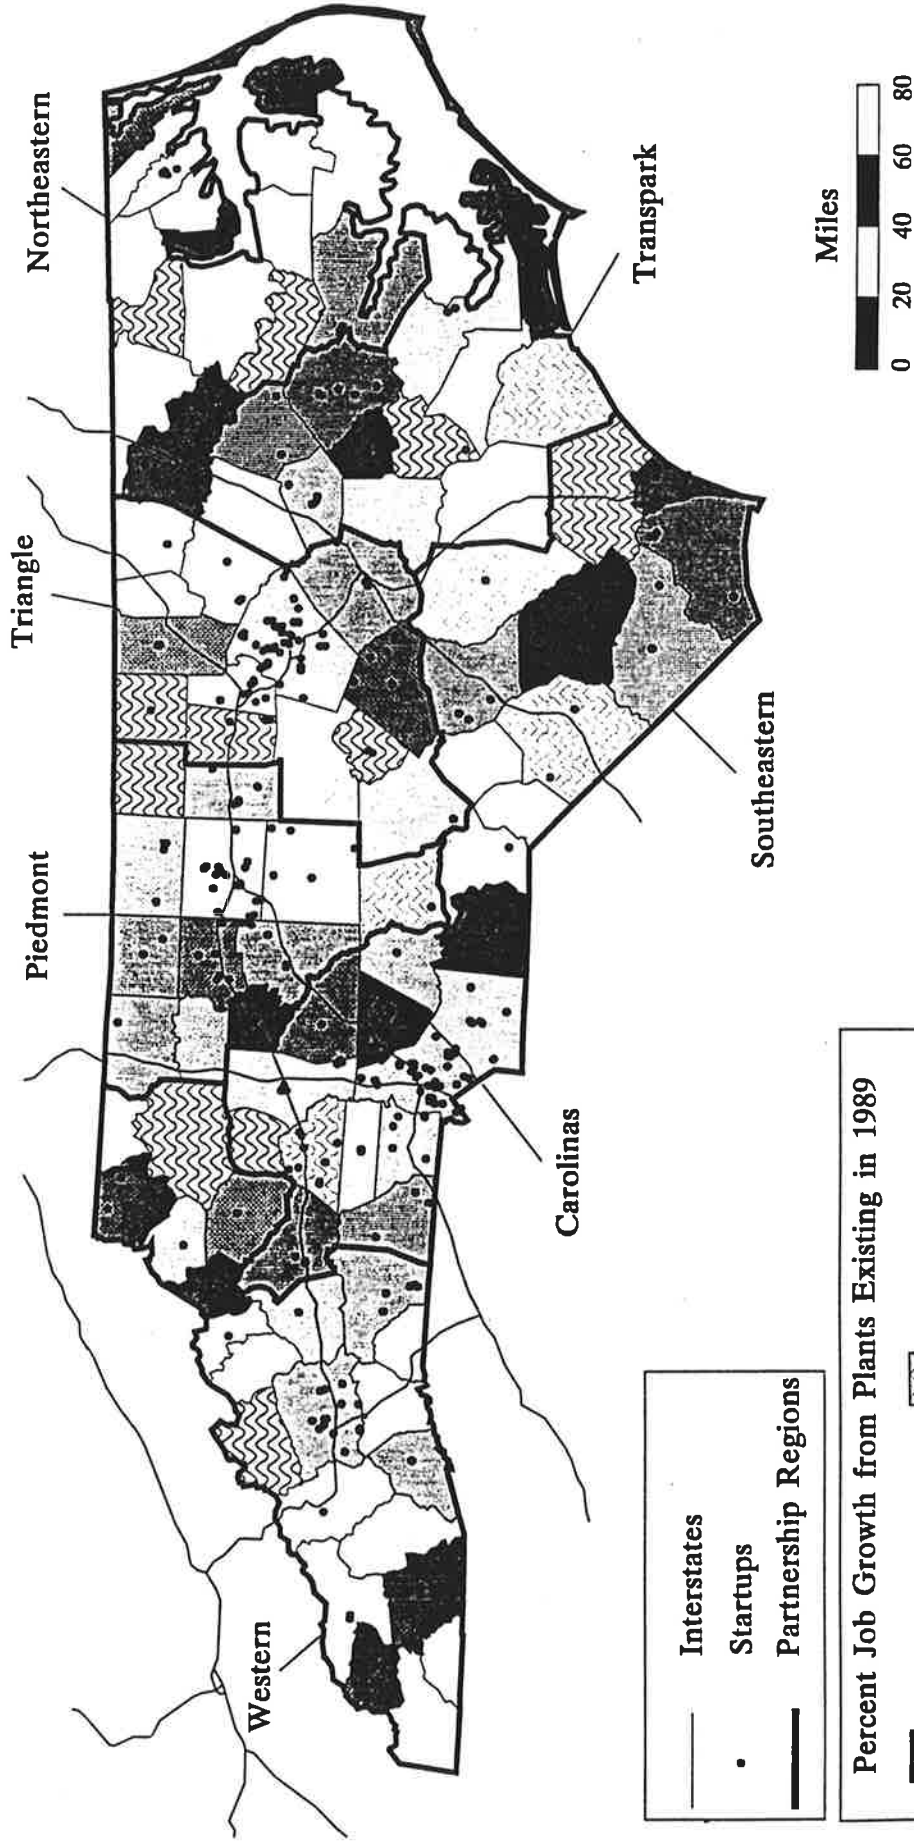 Western
Piedmont
Triangle
Northeastern
Carolinas
Southeastern
Transpark
Miles
0 20 40 60 80
Interstates
Startups
Partnership Regions
Percent Job Growth from Plants Existing in 1989